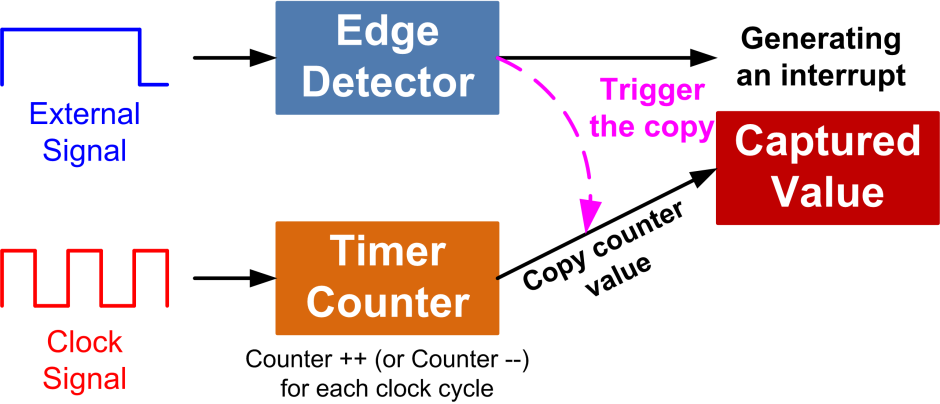 External
Signal
Edge
Detector
Generating
an interrupt
Trigger
the copy
Captured
Value
Clock
Signal
Timer
Counter
Copy counter
value
Counter ++ (or Counter --)
for each clock cycle